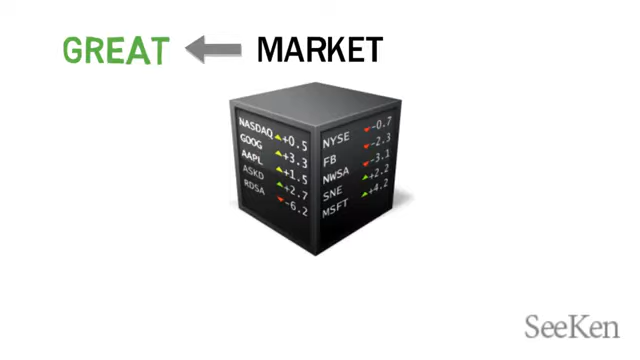 GREAT MARKET
NASDAQ +0.5
GOOG +3.3
AAPL +1.5
ASKD +2.7
RDSA -6.2
NYSE -0.7
FB -2.3
NWSA -3.1
SNE +2.2
MSFT +4.2
SeeKen